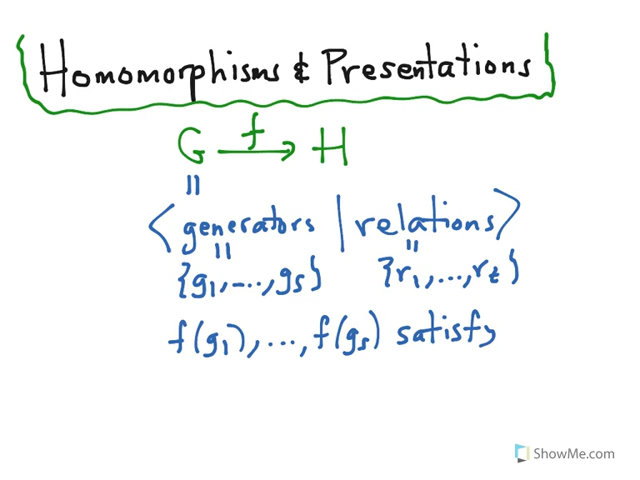 Homomorphisms & Presentations
G —f→ H
||
< generators | relations >
|| ||
{g1, ..., gs} {r1, ..., rt}
f(g1), ..., f(gs) satisfy
ShowMe.com